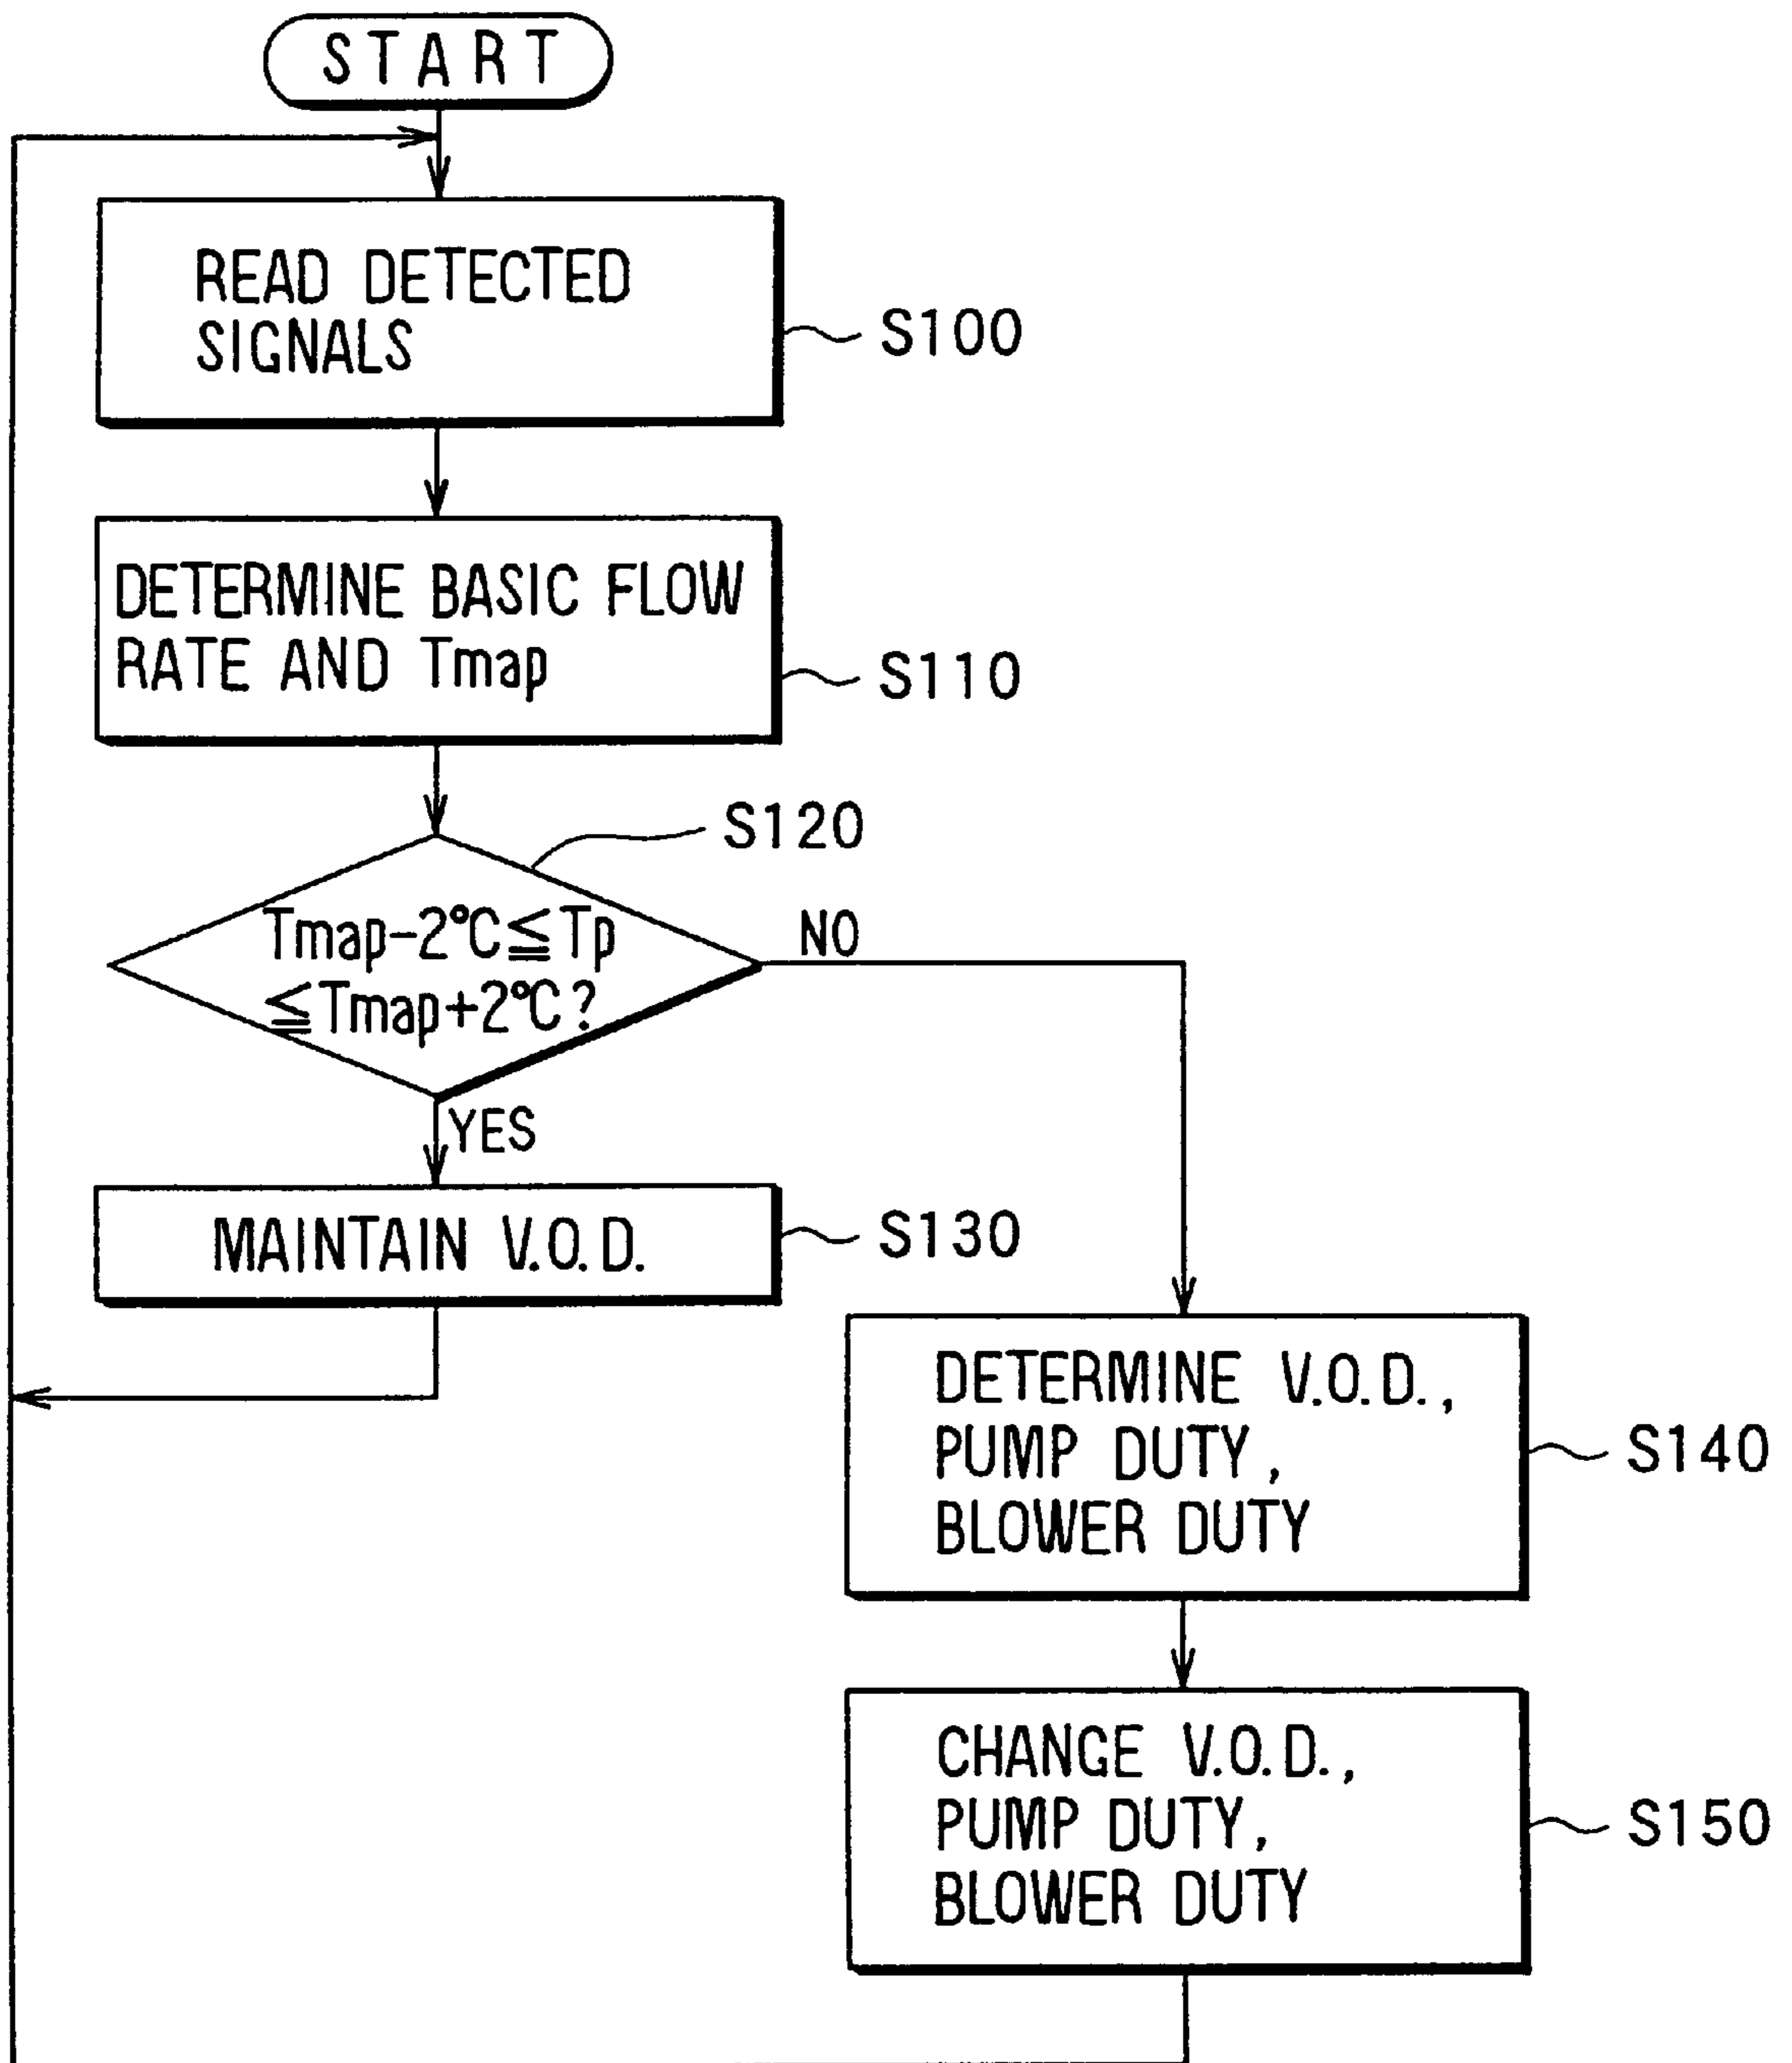 START
READ DETECTED
SIGNALS
S100
DETERMINE BASIC FLOW
RATE AND Tmap
S110
S120
Tmap-2°C≦Tp
≦Tmap+2°C?
NO
YES
MAINTAIN V.O.D.
S130
DETERMINE V.O.D.,
PUMP DUTY,
BLOWER DUTY
S140
CHANGE V.O.D.,
PUMP DUTY,
BLOWER DUTY
S150